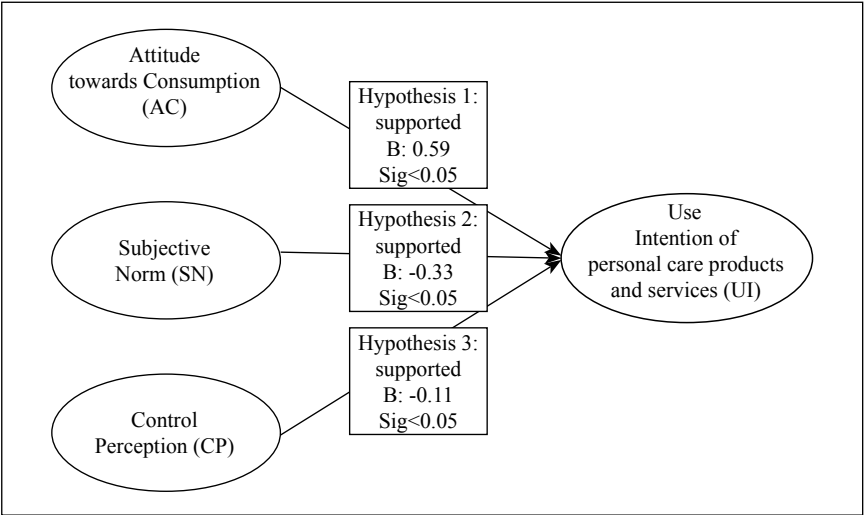 Attitude
towards Consumption
(AC)
Hypothesis 1:
supported
B: 0.59
Sig<0.05
Subjective
Norm (SN)
Hypothesis 2:
supported
B: -0.33
Sig<0.05
Use
Intention of
personal care products
and services (UI)
Control
Perception (CP)
Hypothesis 3:
supported
B: -0.11
Sig<0.05